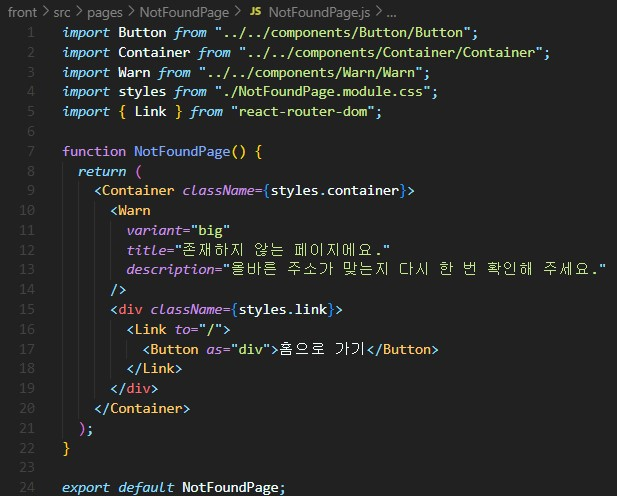 front > src > pages > NotFoundPage > JS NotFoundPage.js > ...
1 import Button from "../../components/Button/Button";
2 import Container from "../../components/Container/Container";
3 import Warn from "../../components/Warn/Warn";
4 import styles from "./NotFoundPage.module.css";
5 import { Link } from "react-router-dom";
6
7 function NotFoundPage() {
8   return (
9     <Container className={styles.container}>
10       <Warn
11         variant="big"
12         title="존재하지 않는 페이지에요."
13         description="올바른 주소가 맞는지 다시 한 번 확인해 주세요."
14       />
15       <div className={styles.link}>
16         <Link to="/">
17           <Button as="div">홈으로 가기</Button>
18         </Link>
19       </div>
20     </Container>
21   );
22 }
23
24 export default NotFoundPage;